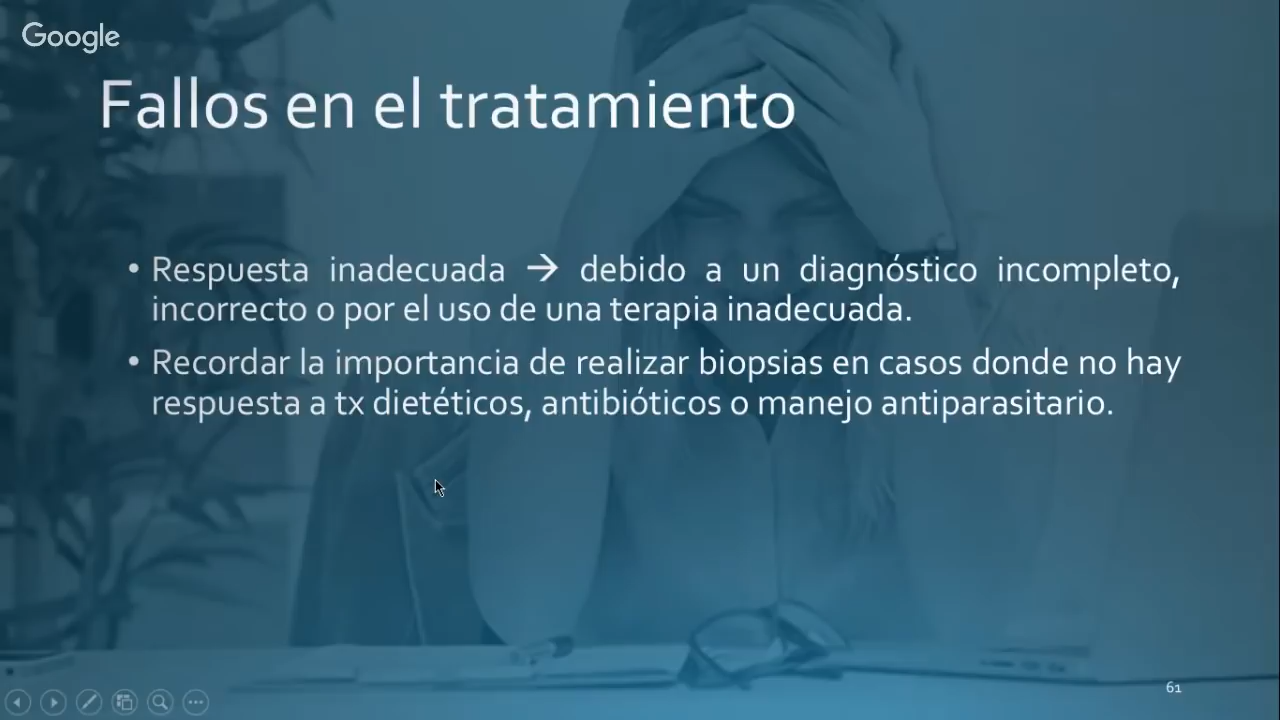 Google
Fallos en el tratamiento
• Respuesta inadecuada → debido a un diagnóstico incompleto,
incorrecto o por el uso de una terapia inadecuada.
• Recordar la importancia de realizar biopsias en casos donde no hay
respuesta a tx dietéticos, antibióticos o manejo antiparasitario.
61